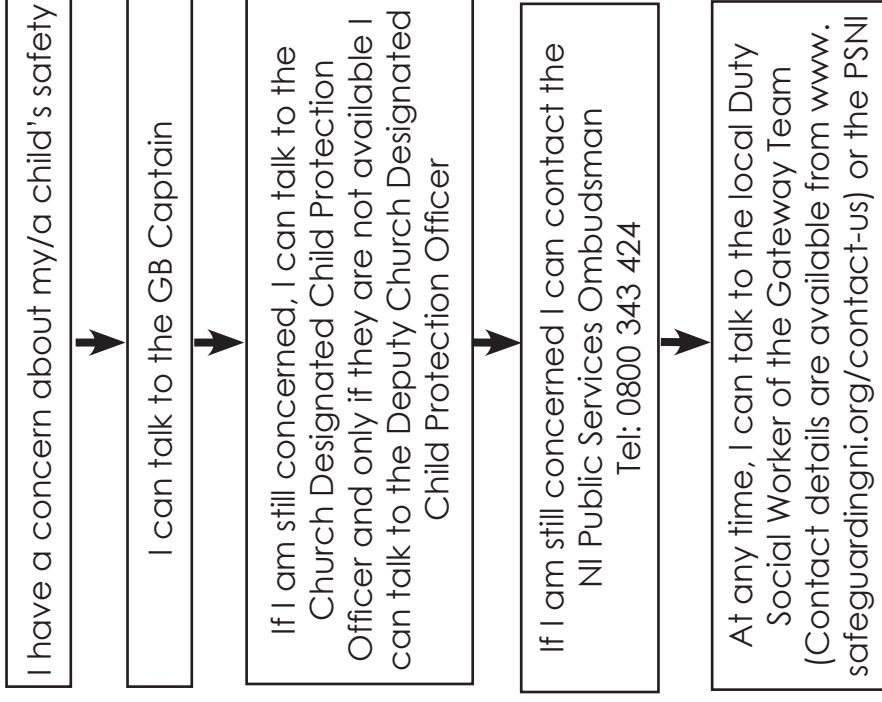 I have a concern about my/a child's safety
I can talk to the GB Captain
If I am still concerned, I can talk to the
Church Designated Child Protection
Officer and only if they are not available I
can talk to the Deputy Church Designated
Child Protection Officer
If I am still concerned I can contact the
NI Public Services Ombudsman
Tel: 0800 343 424
At any time, I can talk to the local Duty
Social Worker of the Gateway Team
(Contact details are available from www.
safeguardingni.org/contact-us) or the PSNI